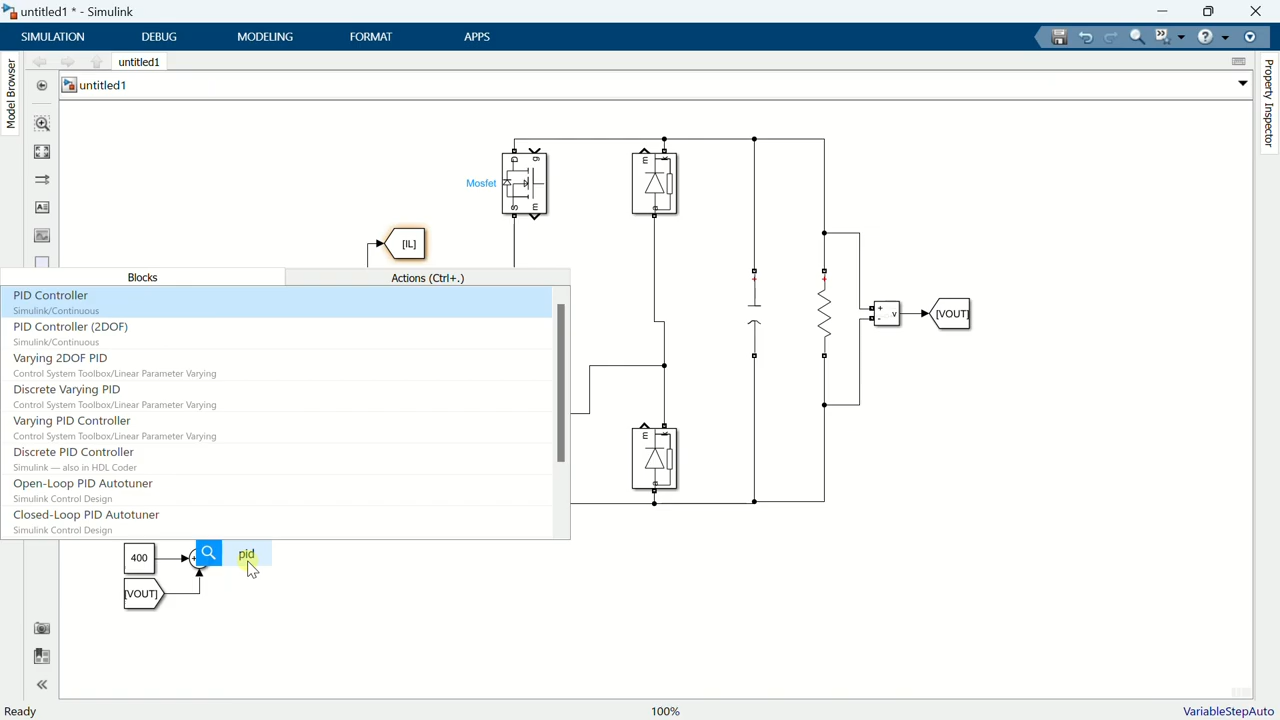 untitled1 * - Simulink
SIMULATION DEBUG MODELING FORMAT APPS
untitled1
untitled1
Model Browser
Property Inspector
Mosfet
D g
S m
m k
a
[IL]
+
v
-
[VOUT]
+
+
m k
a
Blocks Actions (Ctrl+.)
PID Controller
Simulink/Continuous
PID Controller (2DOF)
Simulink/Continuous
Varying 2DOF PID
Control System Toolbox/Linear Parameter Varying
Discrete Varying PID
Control System Toolbox/Linear Parameter Varying
Varying PID Controller
Control System Toolbox/Linear Parameter Varying
Discrete PID Controller
Simulink — also in HDL Coder
Open-Loop PID Autotuner
Simulink Control Design
Closed-Loop PID Autotuner
Simulink Control Design
400
pid
[VOUT]
Ready 100% VariableStepAuto